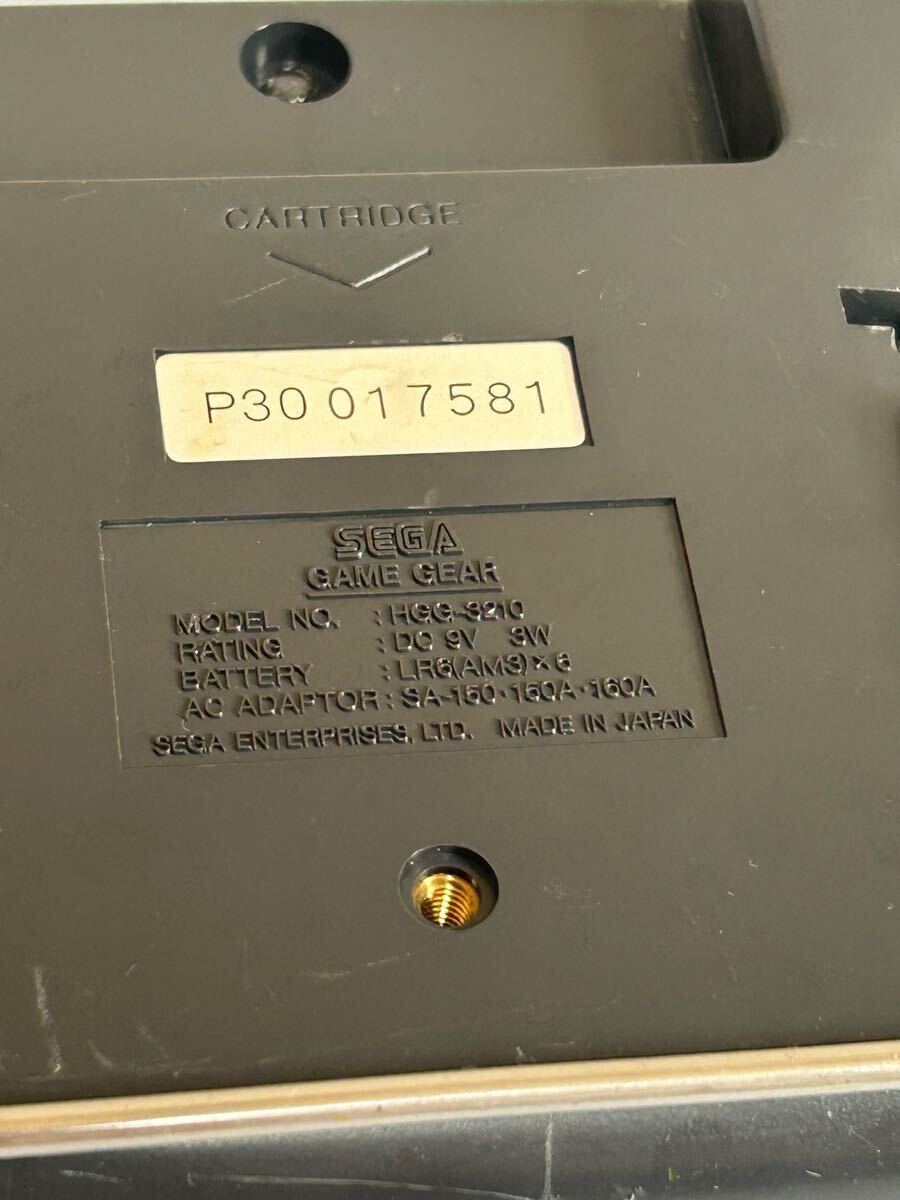 CARTRIDGE
P30 017581
SEGA
GAME GEAR
MODEL NO. : HGG-3210
RATING : DC 9V 3W
BATTERY : LR6(AM3)×6
AC ADAPTOR : SA-150・150A・160A
SEGA ENTERPRISES, LTD. MADE IN JAPAN